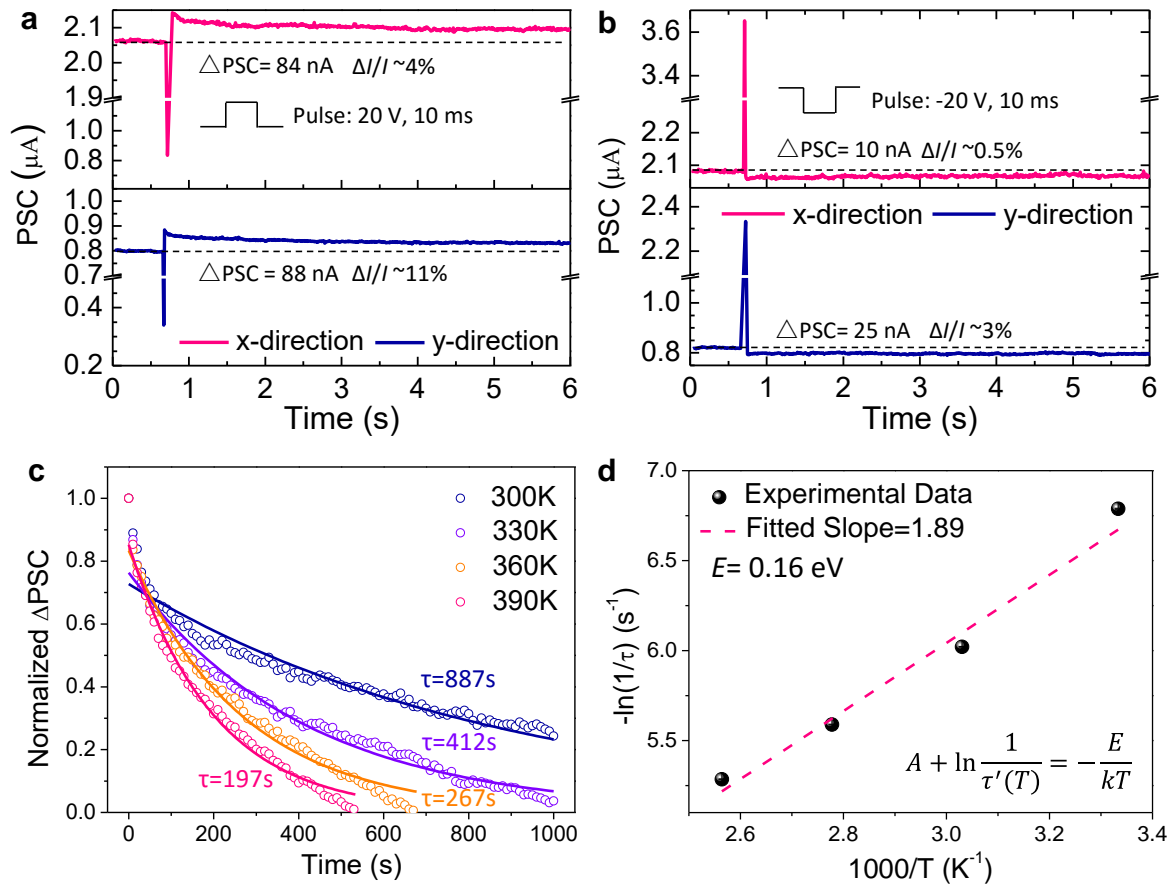 a
PSC (μA)
2.1
2.0
1.9
1.0
0.8
△PSC= 84 nA ΔI/I ~4%
Pulse: 20 V, 10 ms
1.0
0.9
0.8
0.7
0.4
0.2
△PSC = 88 nA ΔI/I ~11%
x-direction y-direction
0 1 2 3 4 5 6
Time (s)
b
PSC (μA)
3.6
3.4
2.2
2.1
Pulse: -20 V, 10 ms
△PSC= 10 nA ΔI/I ~0.5%
2.4
2.2
1.0
0.8
x-direction y-direction
△PSC= 25 nA ΔI/I ~3%
0 1 2 3 4 5 6
Time (s)
c
Normalized ΔPSC
1.0
0.8
0.6
0.4
0.2
0.0
300K
330K
360K
390K
τ=887s
τ=412s
τ=197s
τ=267s
0 200 400 600 800 1000
Time (s)
d
-ln(1/τ) (s⁻¹)
7.0
6.5
6.0
5.5
Experimental Data
Fitted Slope=1.89
E= 0.16 eV
A + ln 1/τ′(T) = − E/kT
2.6 2.8 3.0 3.2 3.4
1000/T (K⁻¹)